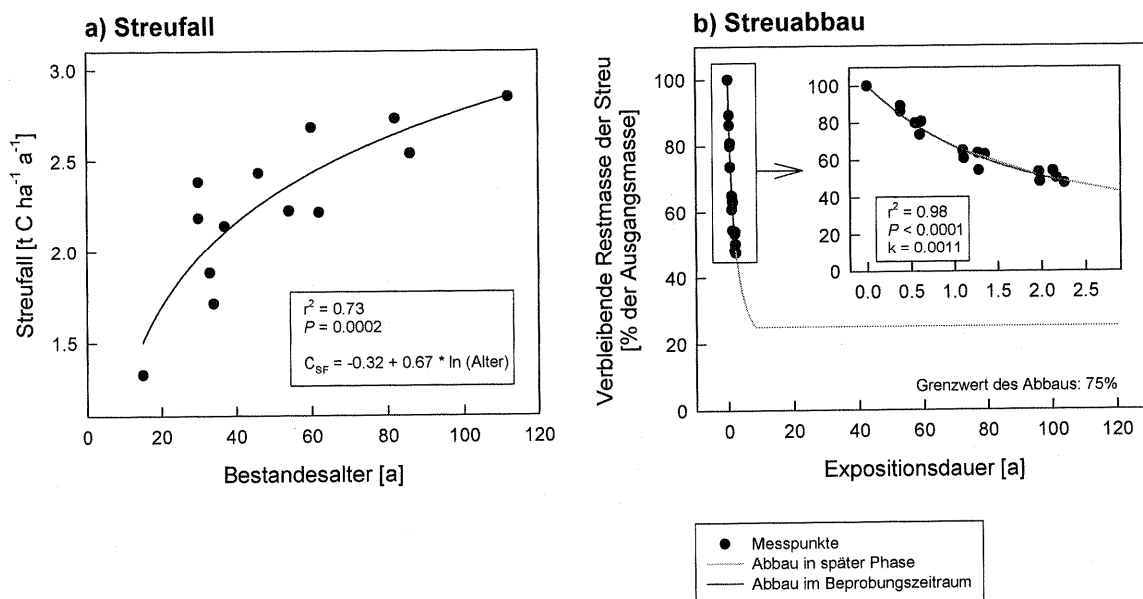 a) Streufall
Streufall [t C ha⁻¹ a⁻¹]
3.0
2.5
2.0
1.5
r² = 0.73
P = 0.0002
C_SF = -0.32 + 0.67 * ln (Alter)
0 20 40 60 80 100 120
Bestandesalter [a]
b) Streuabbau
Verbleibende Restmasse der Streu
[% der Ausgangsmasse]
100
80
60
40
20
0
100
80
60
40
20
0
r² = 0.98
P < 0.0001
k = 0.0011
0.0 0.5 1.0 1.5 2.0 2.5
Grenzwert des Abbaus: 75%
0 20 40 60 80 100 120
Expositionsdauer [a]
Messpunkte
Abbau in später Phase
Abbau im Beprobungszeitraum